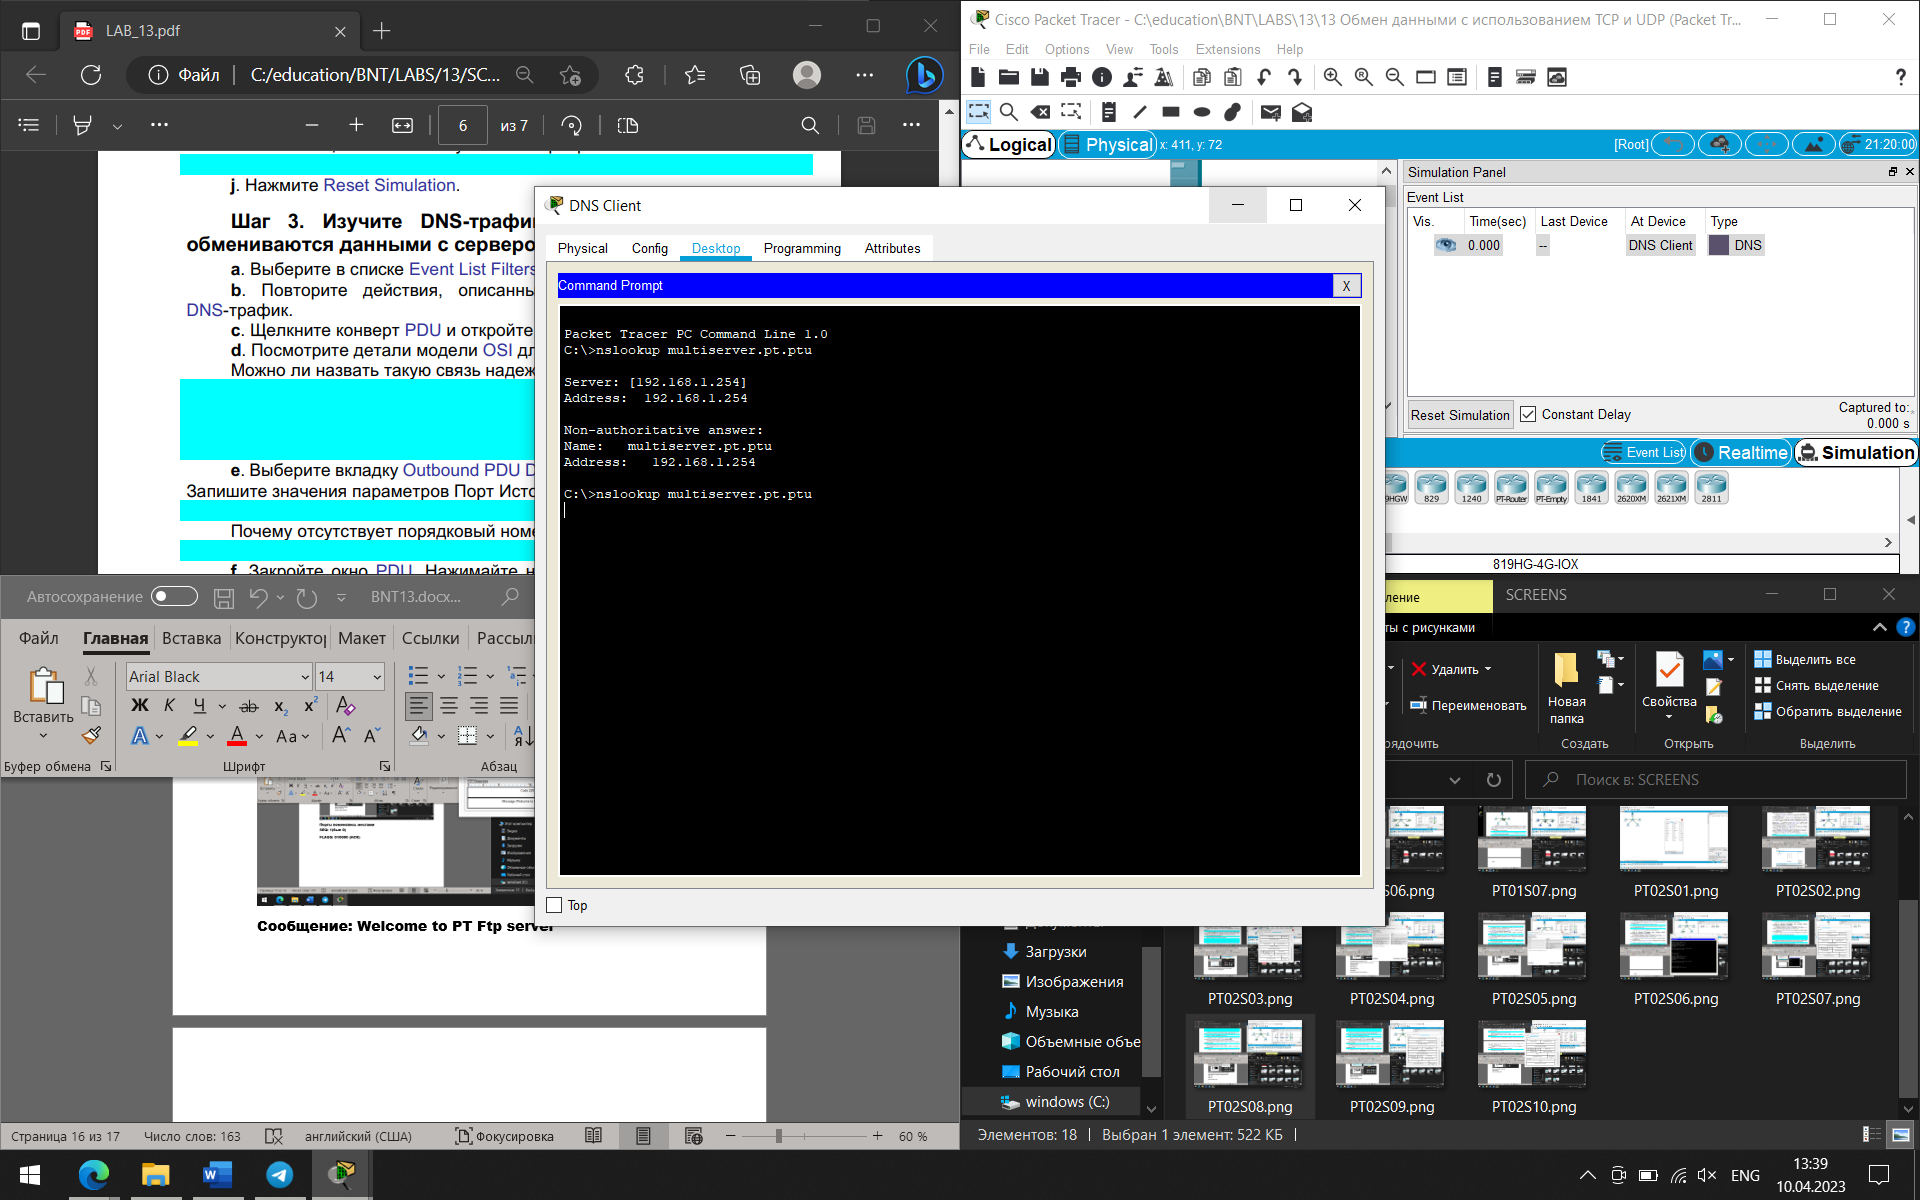 LAB_13.pdf
Файл
C:/education/BNT/LABS/13/SC...
6
из 7
j. Нажмите Reset Simulation.
Шаг 3. Изучите DNS-трафик
обмениваются данными с серверо
a. Выберите в списке Event List Filters
b. Повторите действия, описаннь
DNS-трафик.
c. Щелкните конверт PDU и откройте
d. Посмотрите детали модели OSI дл
Можно ли назвать такую связь надеж
e. Выберите вкладку Outbound PDU D
Запишите значения параметров Порт Исто
Почему отсутствует порядковый номе
f. Закройте окно PDU. Нажимайте н
Cisco Packet Tracer - C:\education\BNT\LABS\13\13 Обмен данными с использованием TCP и UDP (Packet Tr...
File Edit Options View Tools Extensions Help
Logical
Physical
x: 411, y: 72
[Root]
21:20:00
Simulation Panel
Event List
Vis. Time(sec) Last Device At Device Type
0.000 -- DNS Client DNS
Reset Simulation
Constant Delay
Captured to:
0.000 s
Event List
Realtime
Simulation
9HGW 829 1240 PT-Router PT-Empty 1841 2620XM 2621XM 2811
819HG-4G-IOX
DNS Client
Physical Config Desktop Programming Attributes
Command Prompt
X
Packet Tracer PC Command Line 1.0
C:\>nslookup multiserver.pt.ptu
Server: [192.168.1.254]
Address:  192.168.1.254
Non-authoritative answer:
Name:   multiserver.pt.ptu
Address:   192.168.1.254
C:\>nslookup multiserver.pt.ptu
Top
Автосохранение
BNT13.docx...
Файл Главная Вставка Конструктор Макет Ссылки Рассыл
Вставить
Arial Black
14
Ж К Ч ab x₂ x²
Aa
Буфер обмена
Шрифт
Абзац
Сообщение: Welcome to PT Ftp server
Страница 16 из 17
Число слов: 163
английский (США)
Фокусировка
60 %
ление
SCREENS
ты с рисунками
Удалить
Переименовать
рядочить
Новая
папка
Создать
Свойства
Открыть
Выделить все
Снять выделение
Обратить выделение
Выделить
Поиск в: SCREENS
Загрузки
Изображения
Музыка
Объемные объе
Рабочий стол
windows (C:)
S06.png
PT01S07.png
PT02S01.png
PT02S02.png
PT02S03.png
PT02S04.png
PT02S05.png
PT02S06.png
PT02S07.png
PT02S08.png
PT02S09.png
PT02S10.png
Элементов: 18
Выбран 1 элемент: 522 КБ
ENG
13:39
10.04.2023